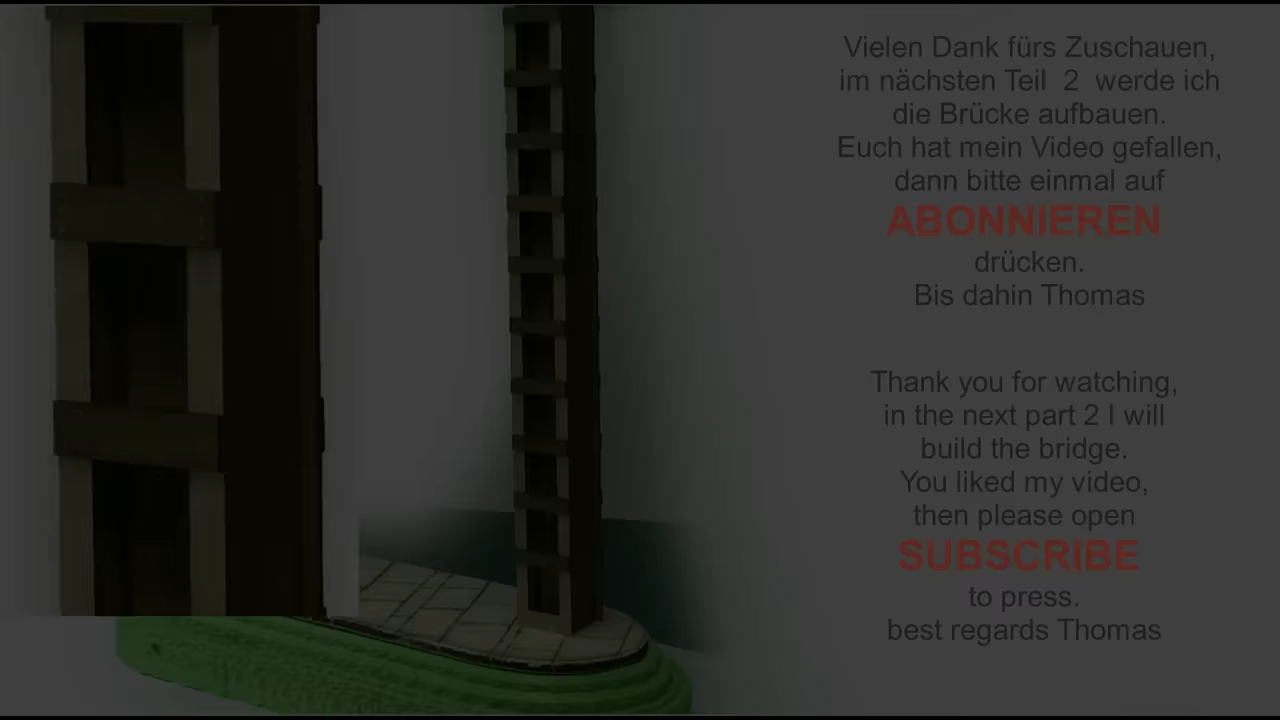 Vielen Dank fürs Zuschauen,
im nächsten Teil 2 werde ich
die Brücke aufbauen.
Euch hat mein Video gefallen,
dann bitte einmal auf
ABONNIEREN
drücken.
Bis dahin Thomas
Thank you for watching,
in the next part 2 I will
build the bridge.
You liked my video,
then please open
SUBSCRIBE
to press.
best regards Thomas